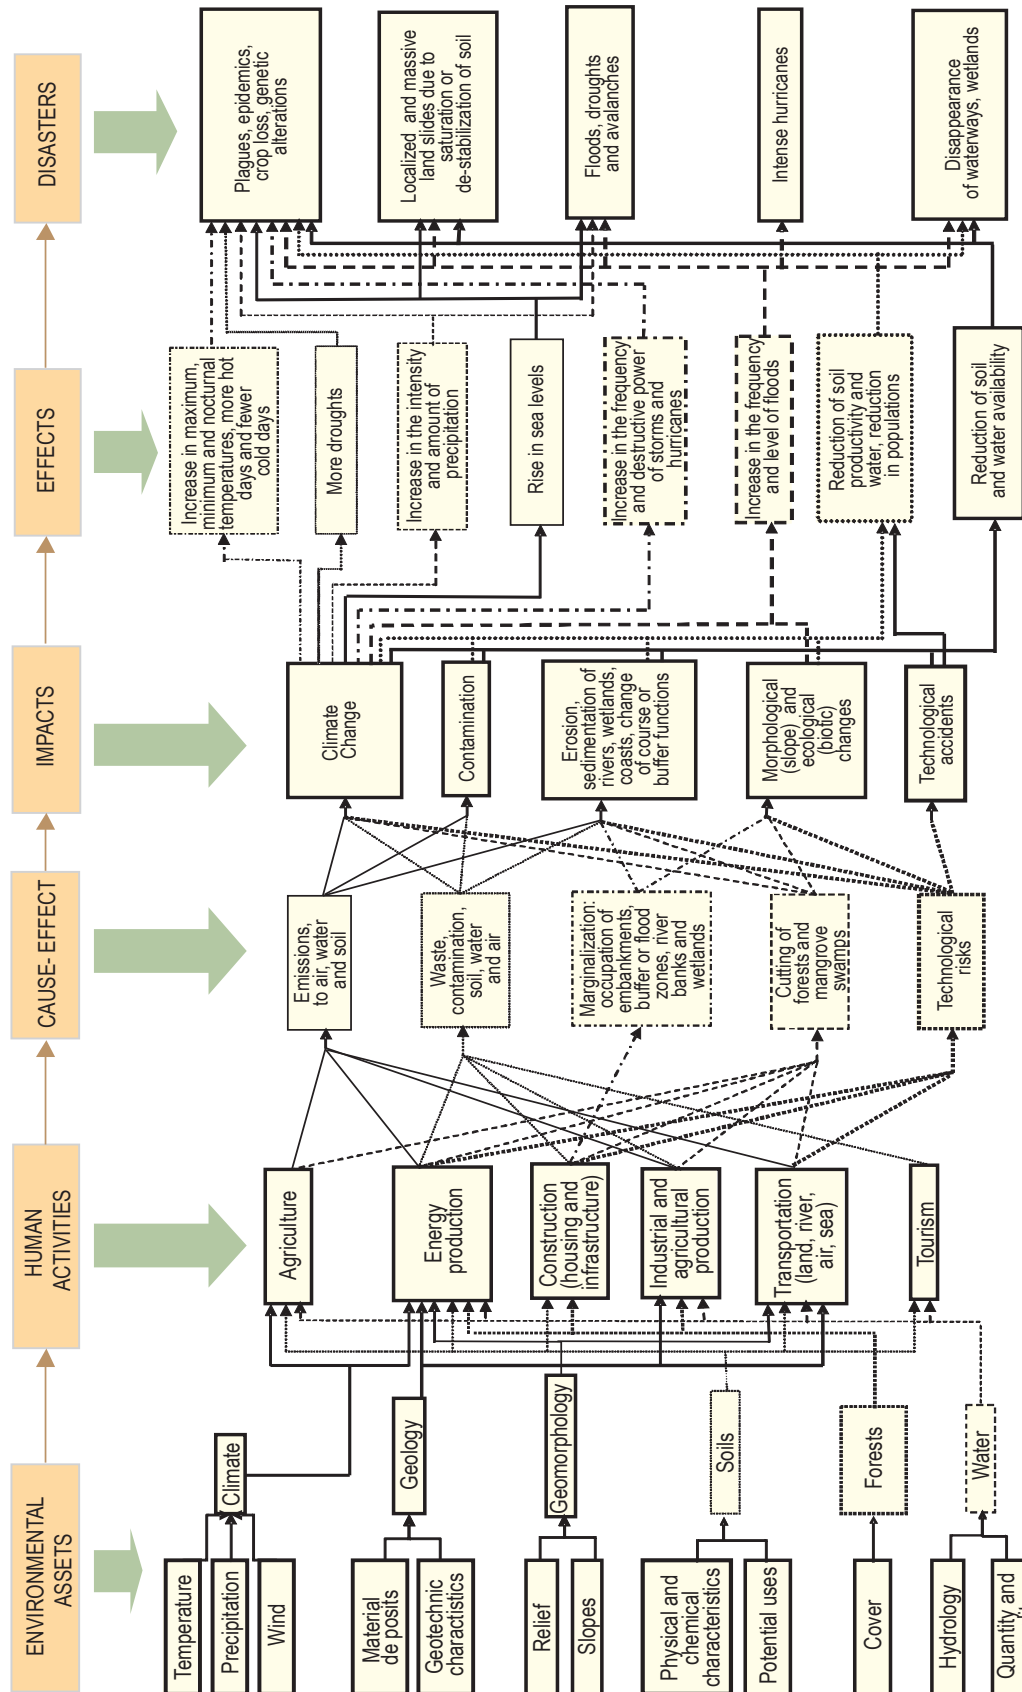 ENVIRONMENTAL
ASSETS
HUMAN
ACTIVITIES
CAUSE- EFFECT
IMPACTS
EFFECTS
DISASTERS
Temperature
Precipitation
Wind
Climate
Material
de posits
Geotechnic
charactistics
Geology
Relief
Slopes
Geomorphology
Physical and
chemical
characteristics
Potential uses
Soils
Cover
Forests
Hydrology
Quantity and
Water
Agriculture
Energy
production
Construction
(housing and
infrastructure)
Industrial and
agricultural
production
Transportation
(land, river,
air, sea)
Tourism
Emissions,
to air, water
and soil
Waste,
contamination,
soil, water
and air
Marginalization:
occupation of
embankments,
buffer or flood
zones, river
banks and
wetlands
Cutting of
forests and
mangrove
swamps
Technological
risks
Climate
Change
Contamination
Erosion,
sedimentation of
rivers, wetlands,
coasts, change
of course or
buffer functions
Morphological
(slope) and
ecological
(biotic)
changes
Technological
accidents
Increase in maximum,
minimum and nocturnal
temperatures, more hot
days and fewer
cold days
More droughts
Increase in the intensity
and amount of
precipitation
Rise in sea levels
Increase in the frequency
and destructive power
of storms and
hurricanes
Increase in the frequency
and level of floods
Reduction of soil
productivity and
water, reduction
in populations
Reduction of soil
and water availability
Plagues, epidemics,
crop loss, genetic
alterations
Localized and massive
land slides due to
saturation or
de-stabilization of soil
Floods, droughts
and avalanches
Intense hurricanes
Disappearance
of waterways, wetlands